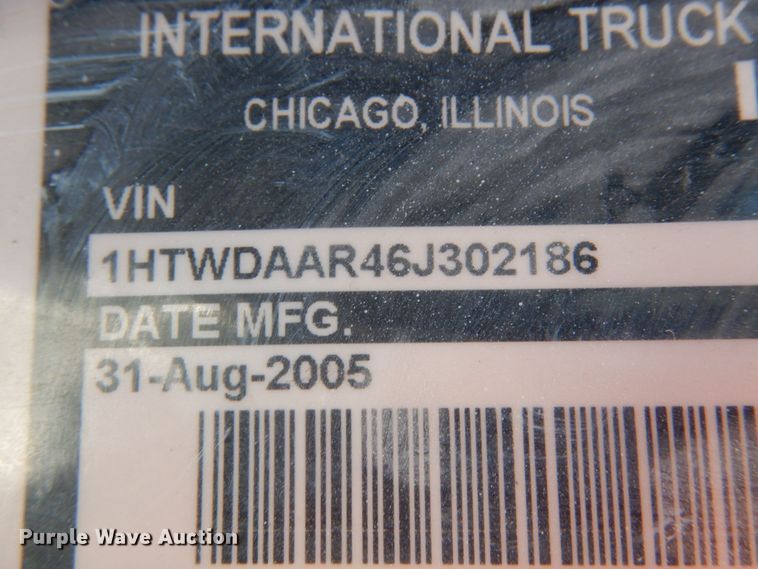 INTERNATIONAL TRUCK
CHICAGO, ILLINOIS
VIN
1HTWDAAR46J302186
DATE MFG.
31-Aug-2005
Purple Wave Auction